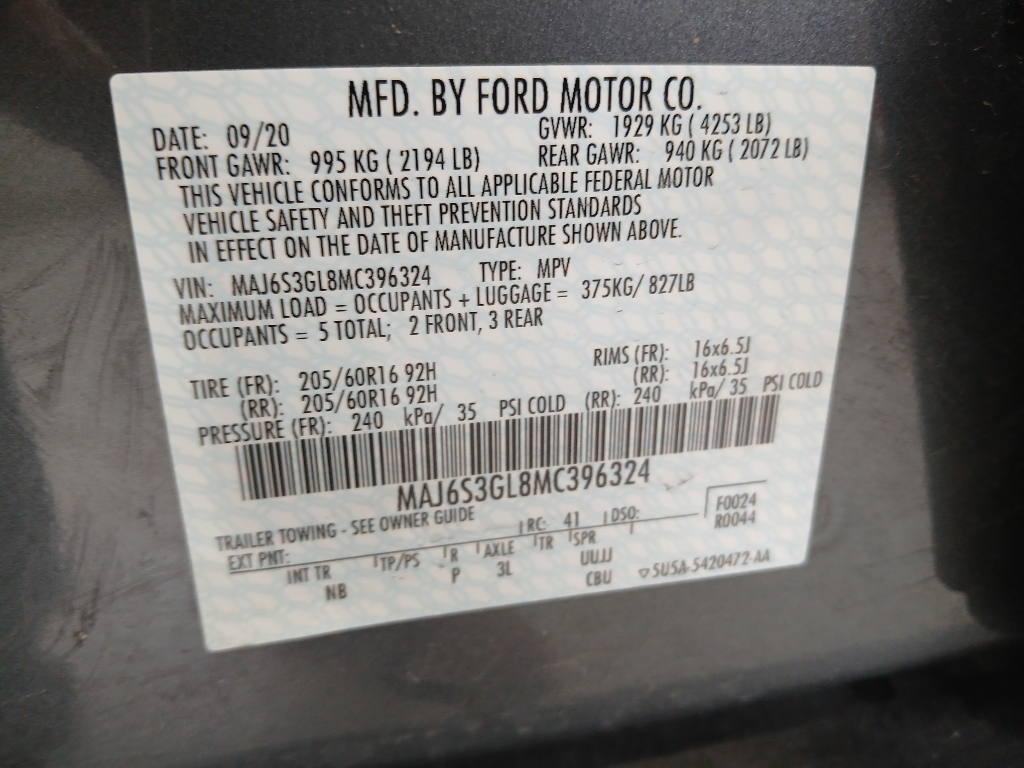 MFD. BY FORD MOTOR CO.
DATE: 09/20 GVWR: 1929 KG ( 4253 LB)
FRONT GAWR: 995 KG ( 2194 LB) REAR GAWR: 940 KG ( 2072 LB)
THIS VEHICLE CONFORMS TO ALL APPLICABLE FEDERAL MOTOR
VEHICLE SAFETY AND THEFT PREVENTION STANDARDS
IN EFFECT ON THE DATE OF MANUFACTURE SHOWN ABOVE.
VIN: MAJ6S3GL8MC396324 TYPE: MPV
MAXIMUM LOAD = OCCUPANTS + LUGGAGE = 375KG/ 827LB
OCCUPANTS = 5 TOTAL; 2 FRONT, 3 REAR
TIRE (FR): 205/60R16 92H RIMS (FR): 16x6.5J
(RR): 205/60R16 92H (RR): 16x6.5J
PRESSURE (FR): 240 kPa/ 35 PSI COLD (RR): 240 kPa/ 35 PSI COLD
MAJ6S3GL8MC396324
TRAILER TOWING - SEE OWNER GUIDE RC: 41 DSO: F0024
R0044
EXT PNT: INT TR TP/PS R AXLE TR SPR UUJJ
NB P 3L CBU ▽5U5A-5420472-AA